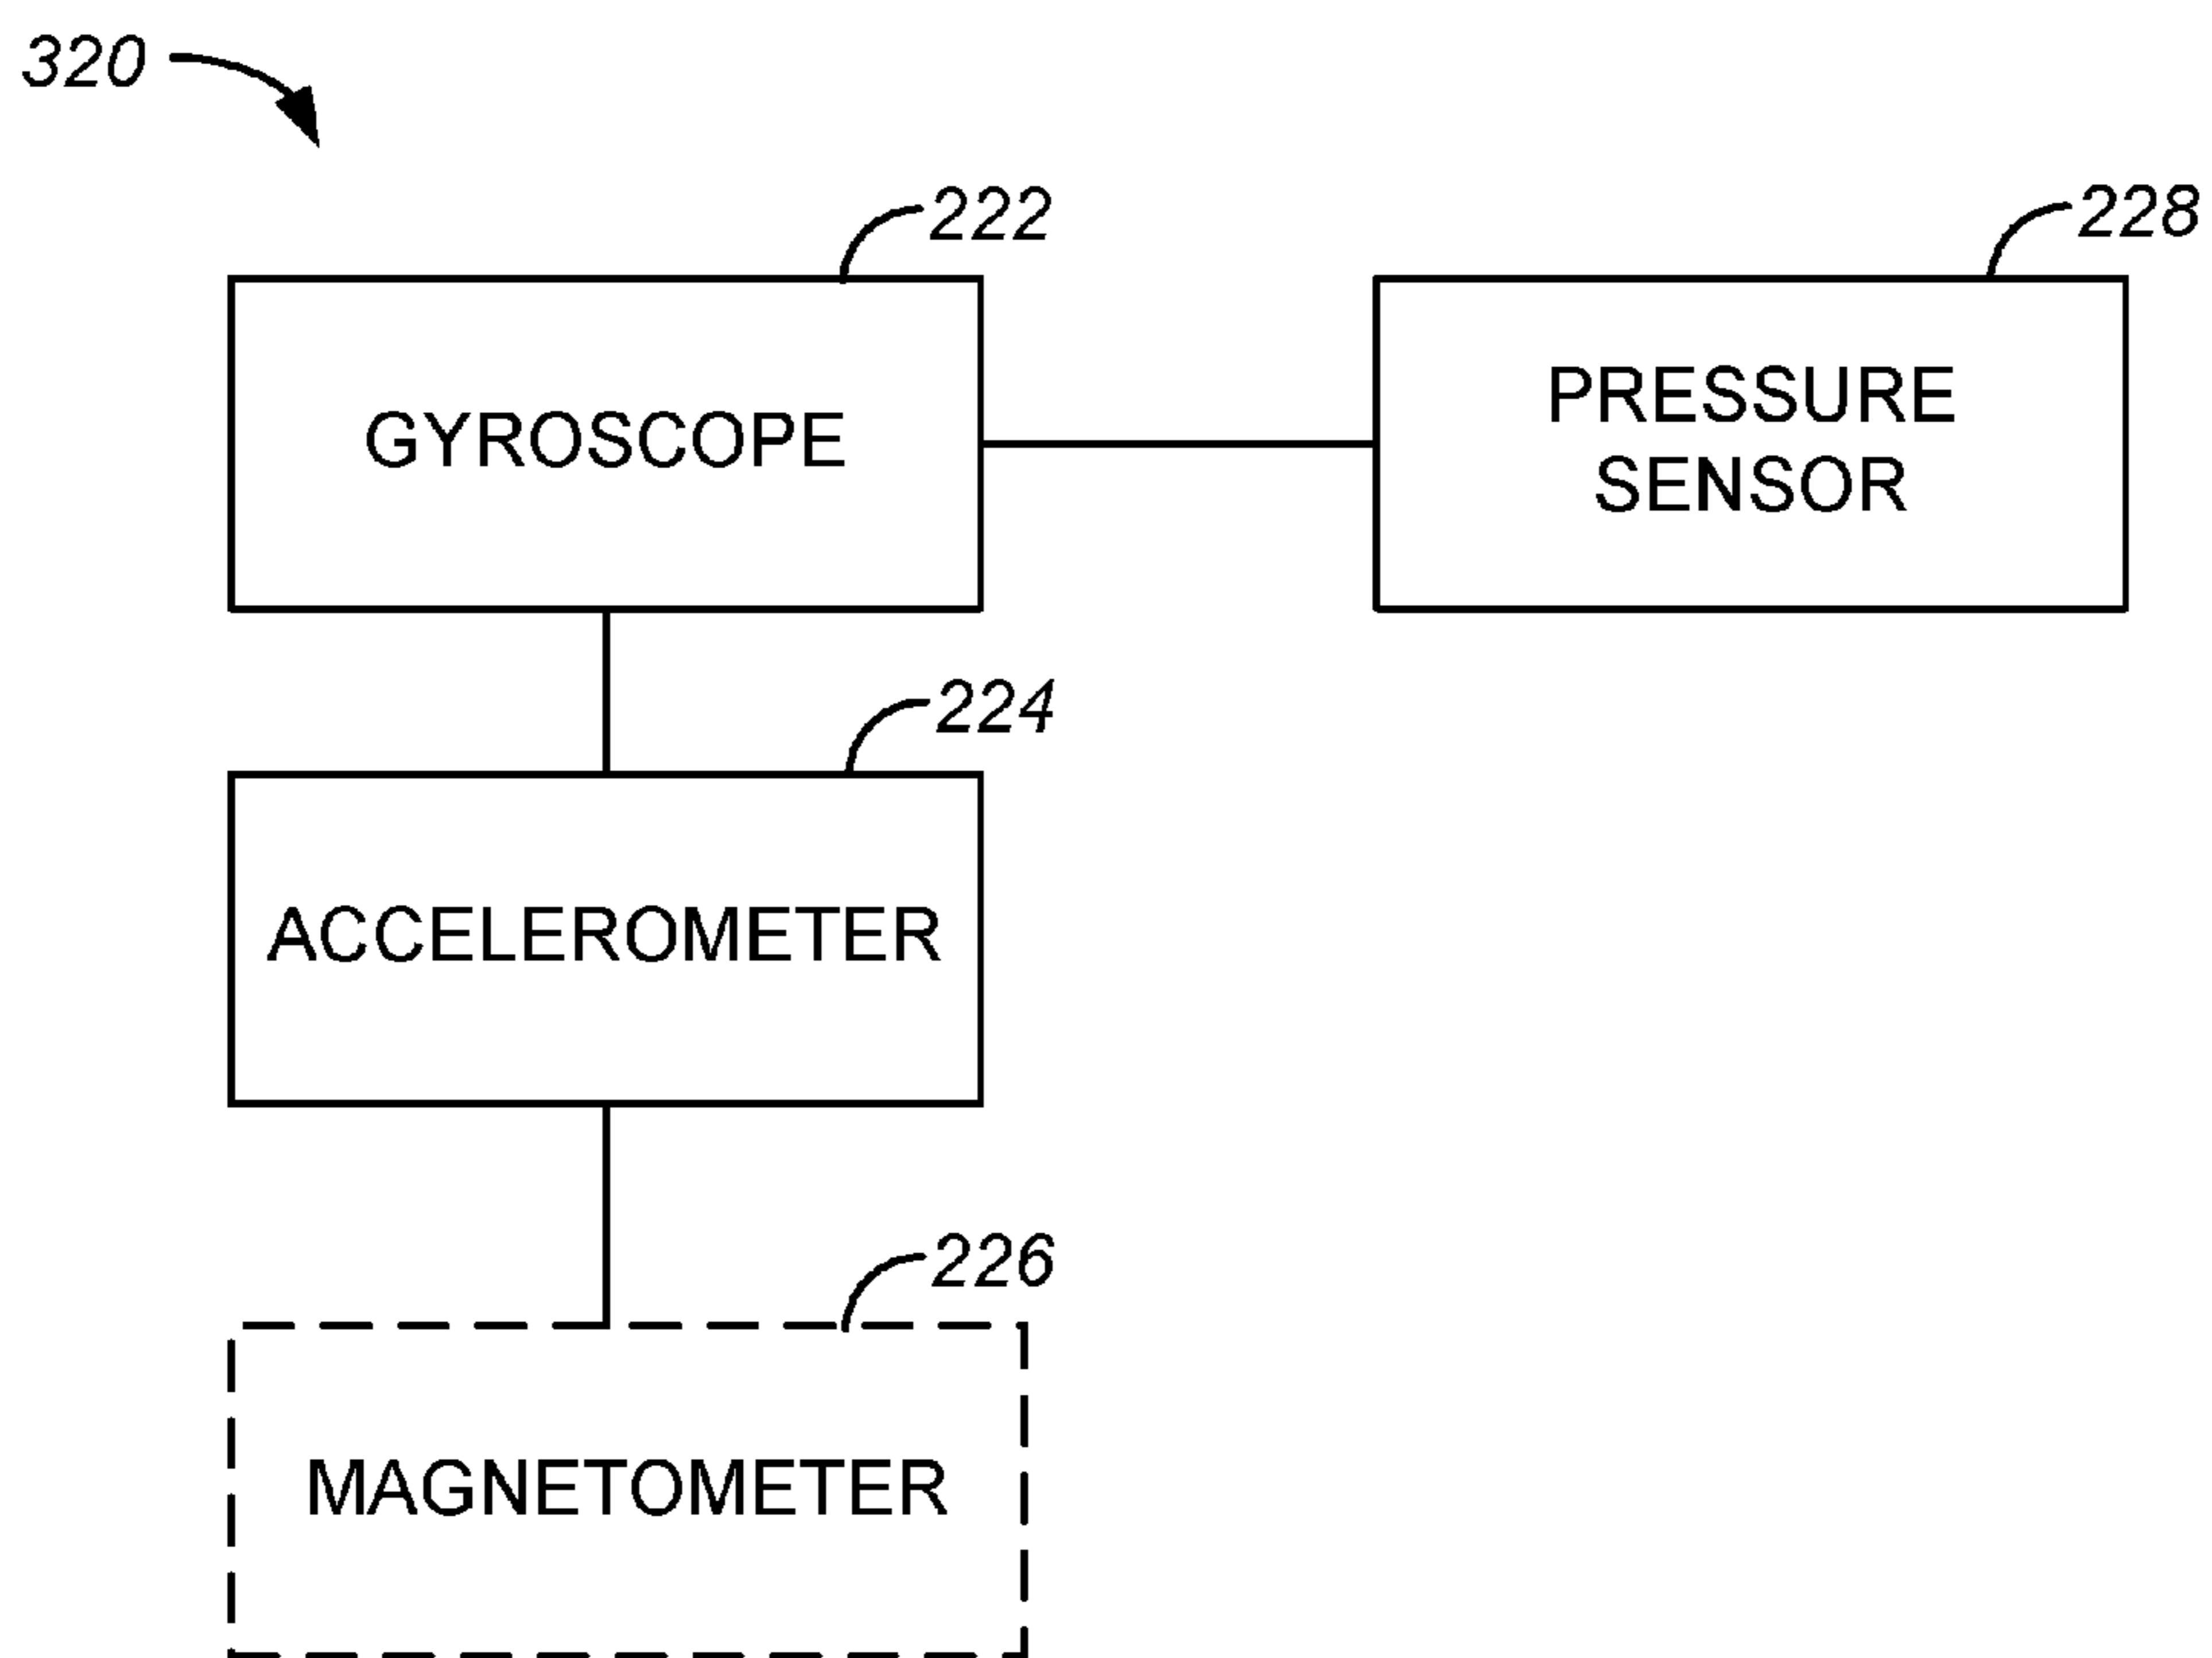 320
222
228
GYROSCOPE
PRESSURE
SENSOR
224
ACCELEROMETER
226
MAGNETOMETER